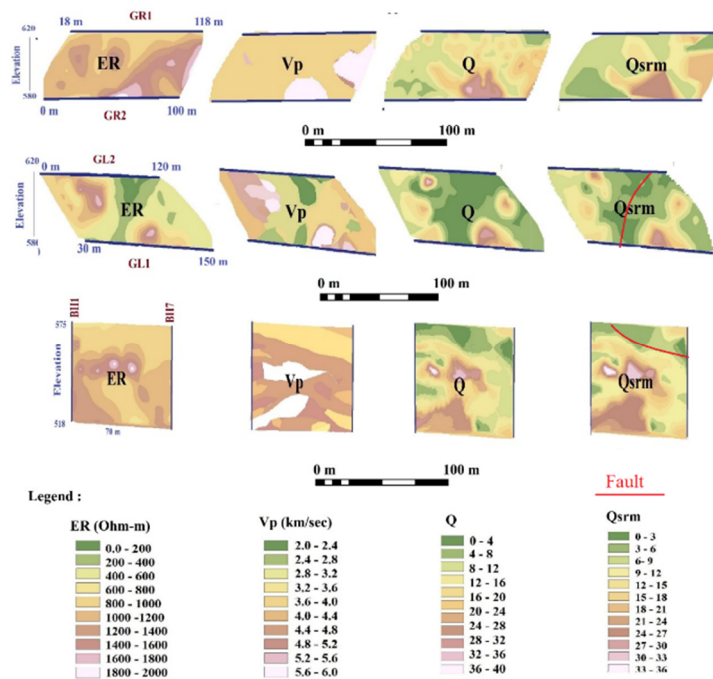 GR1
18 m 118 m
620
Elevation
580
ER Vp Q Qsrm
0 m 100 m
GR2
0 m 100 m
GL2
620 0 m 120 m
Elevation
580
ER Vp Q Qsrm
30 m
GL1 150 m
0 m 100 m
BH1 BH7
575
Elevation
518
ER Vp Q Qsrm
70 m
0 m 100 m
Legend :
Fault
ER (Ohm-m) Vp (km/sec) Q Qsrm
0.0 - 200 2.0 - 2.4 0 - 4 0 - 3
200 - 400 2.4 - 2.8 4 - 8 3 - 6
400 - 600 2.8 - 3.2 8 - 12 6 - 9
600 - 800 3.2 - 3.6 12 - 16 9 - 12
800 - 1000 3.6 - 4.0 16 - 20 12 - 15
1000 -1200 4.0 - 4.4 20 - 24 15 - 18
1200 - 1400 4.4 - 4.8 24 - 28 18 - 21
1400 - 1600 4.8 - 5.2 28 - 32 21 - 24
1600 - 1800 5.2 - 5.6 32 - 36 24 - 27
1800 - 2000 5.6 - 6.0 36 - 40 27 - 30
30 - 33
33 - 36